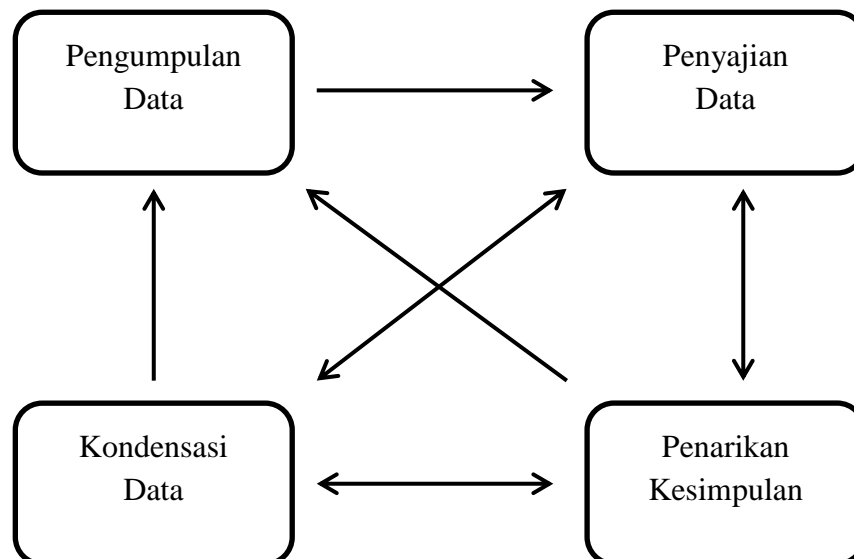 Pengumpulan
Data
Penyajian
Data
Kondensasi
Data
Penarikan
Kesimpulan